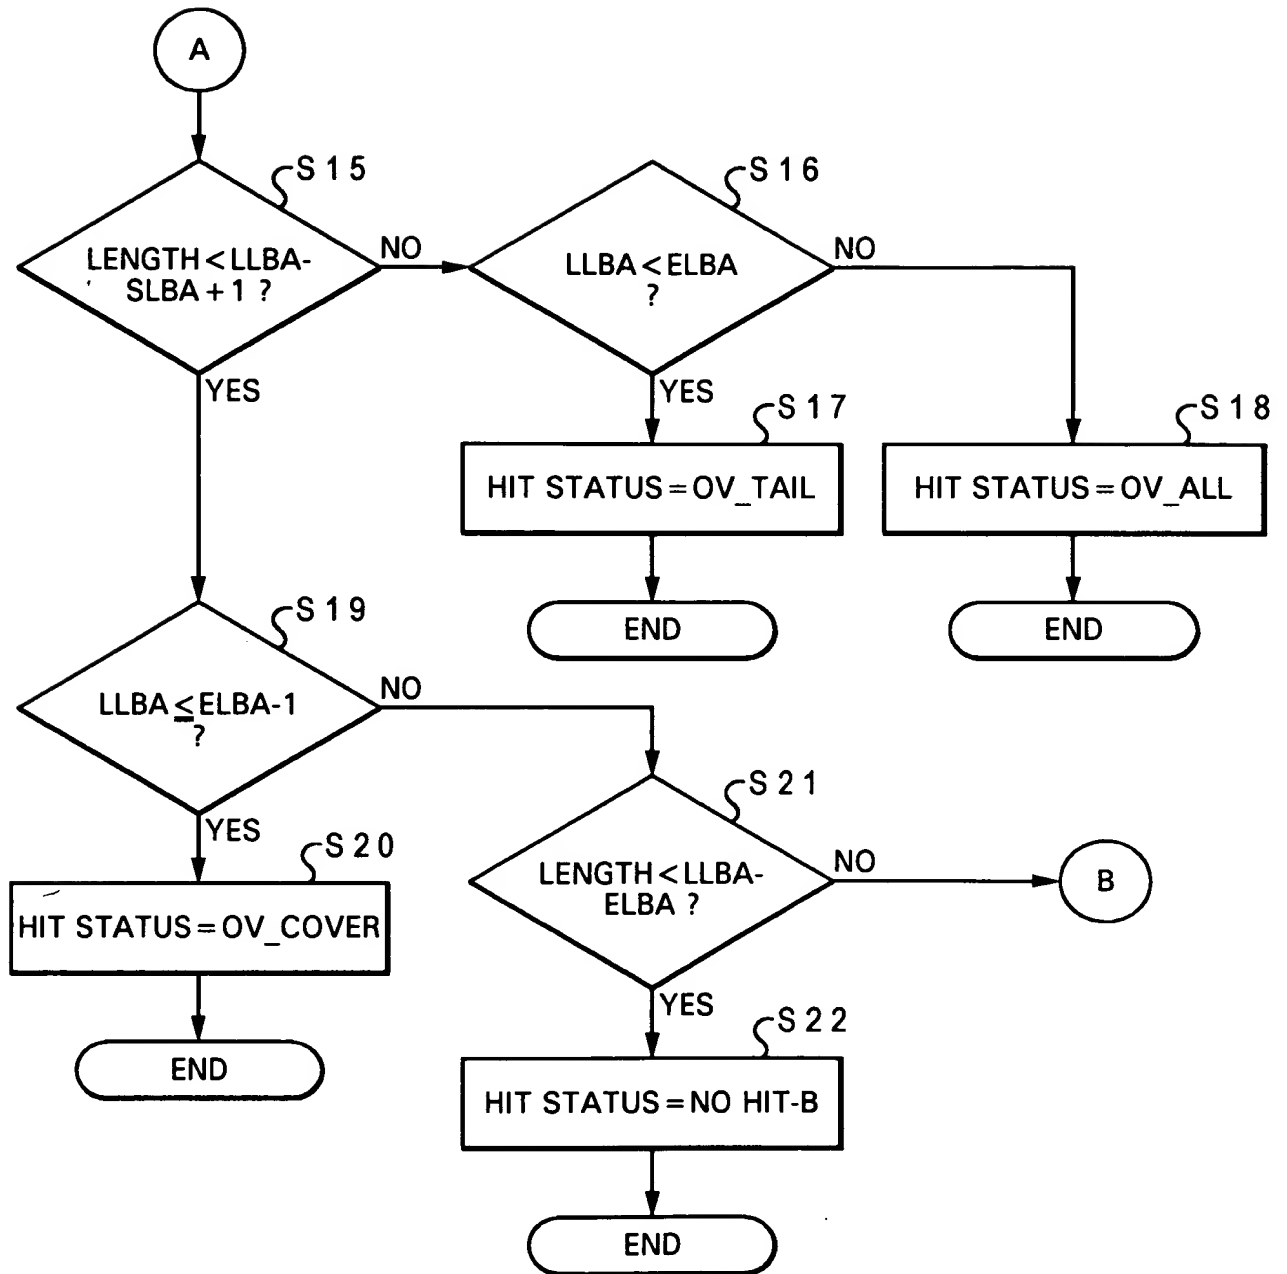 A
S15
LENGTH<LLBA-
SLBA+1 ?
NO
YES
S16
LLBA<ELBA
?
NO
YES
S17
HIT STATUS=OV_TAIL
END
S18
HIT STATUS=OV_ALL
END
S19
LLBA≤ELBA-1
?
NO
YES
S20
HIT STATUS=OV_COVER
END
S21
LENGTH<LLBA-
ELBA ?
NO
B
YES
S22
HIT STATUS=NO HIT-B
END